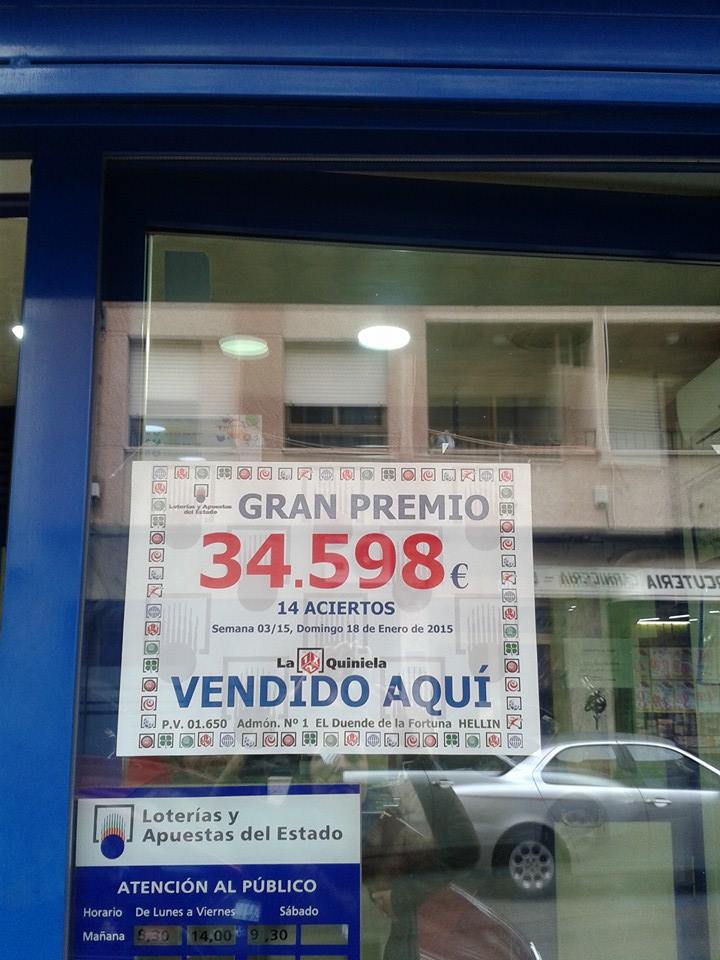 Loterías y Apuestas
del Estado
GRAN PREMIO
34.598 €
14 ACIERTOS
Semana 03/15, Domingo 18 de Enero de 2015
La Quiniela
VENDIDO AQUÍ
P.V. 01.650 Admón. Nº 1 EL Duende de la Fortuna HELLIN
Loterías y
Apuestas del Estado
ATENCIÓN AL PÚBLICO
Horario De Lunes a Viernes Sábado
Mañana 14,00 9,30